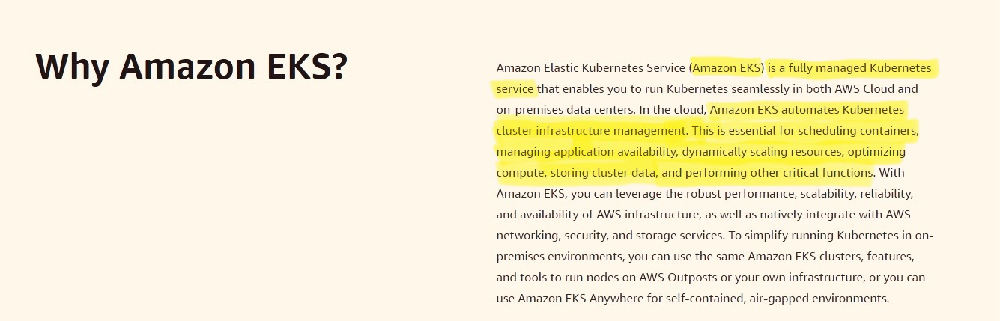 Why Amazon EKS?
Amazon Elastic Kubernetes Service (Amazon EKS) is a fully managed Kubernetes
service that enables you to run Kubernetes seamlessly in both AWS Cloud and
on-premises data centers. In the cloud, Amazon EKS automates Kubernetes
cluster infrastructure management. This is essential for scheduling containers,
managing application availability, dynamically scaling resources, optimizing
compute, storing cluster data, and performing other critical functions. With
Amazon EKS, you can leverage the robust performance, scalability, reliability,
and availability of AWS infrastructure, as well as natively integrate with AWS
networking, security, and storage services. To simplify running Kubernetes in on-
premises environments, you can use the same Amazon EKS clusters, features,
and tools to run nodes on AWS Outposts or your own infrastructure, or you can
use Amazon EKS Anywhere for self-contained, air-gapped environments.